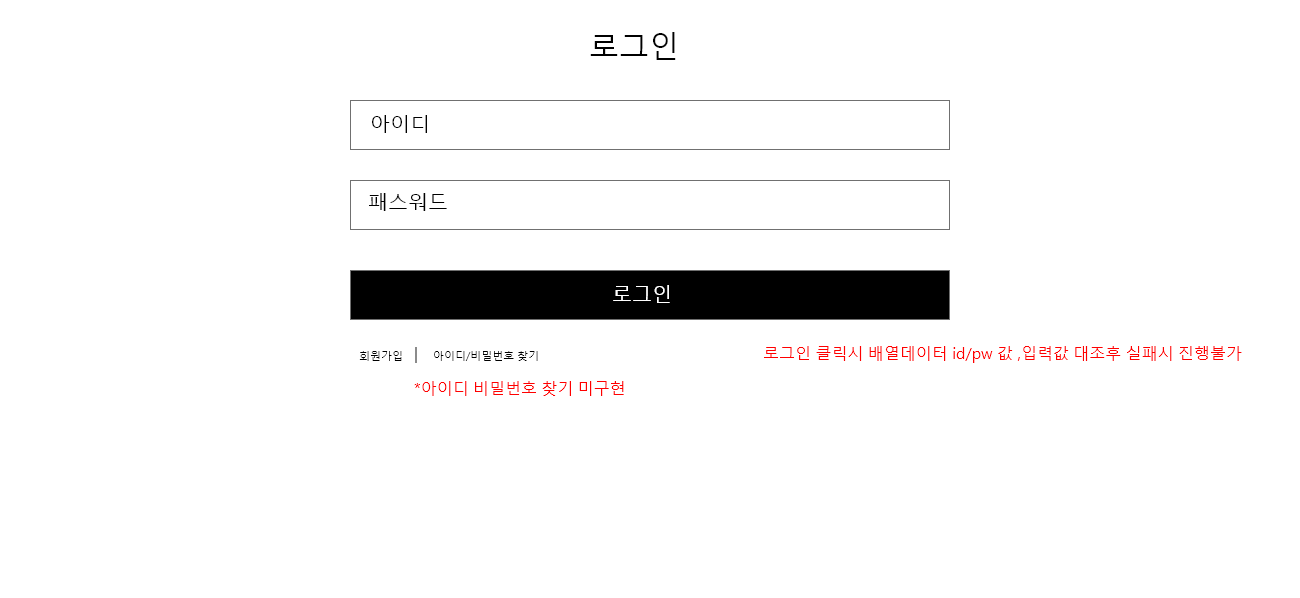 로그인
아이디
패스워드
로그인
회원가입 | 아이디/비밀번호 찾기
로그인 클릭시 배열데이터 id/pw 값 ,입력값 대조후 실패시 진행불가
*아이디 비밀번호 찾기 미구현